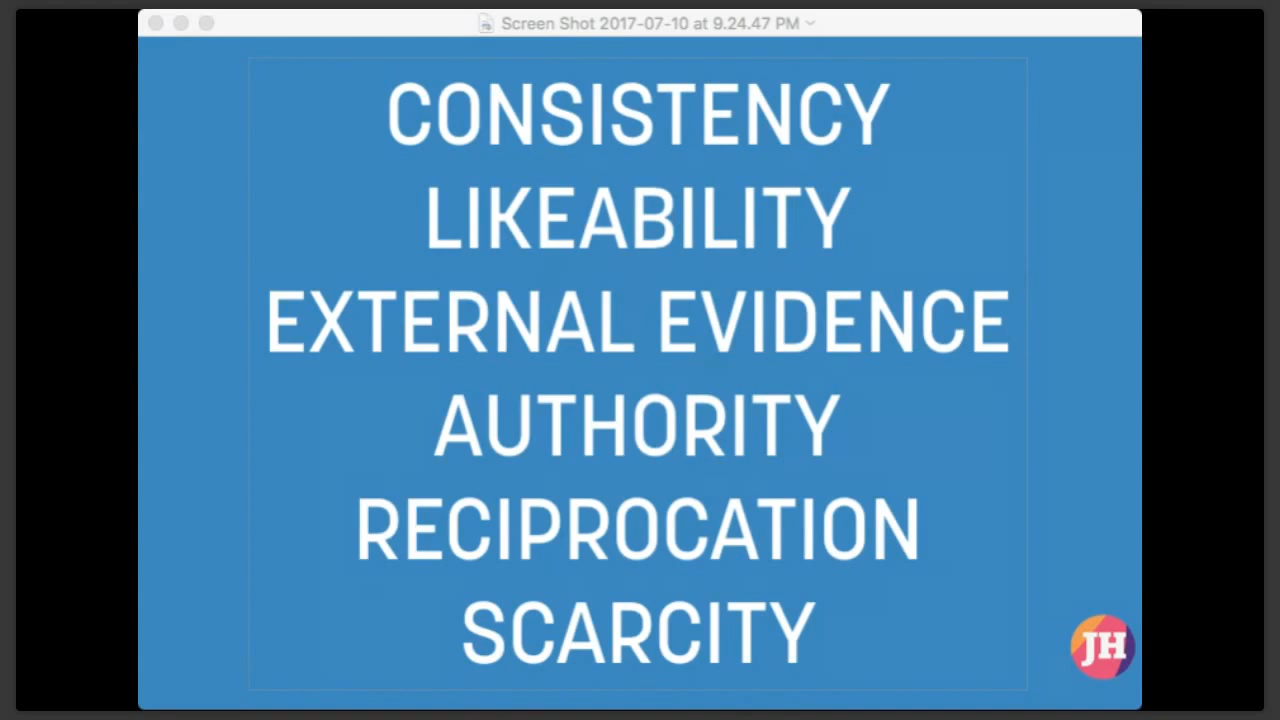 Screen Shot 2017-07-10 at 9.24.47 PM
CONSISTENCY
LIKEABILITY
EXTERNAL EVIDENCE
AUTHORITY
RECIPROCATION
SCARCITY
JH